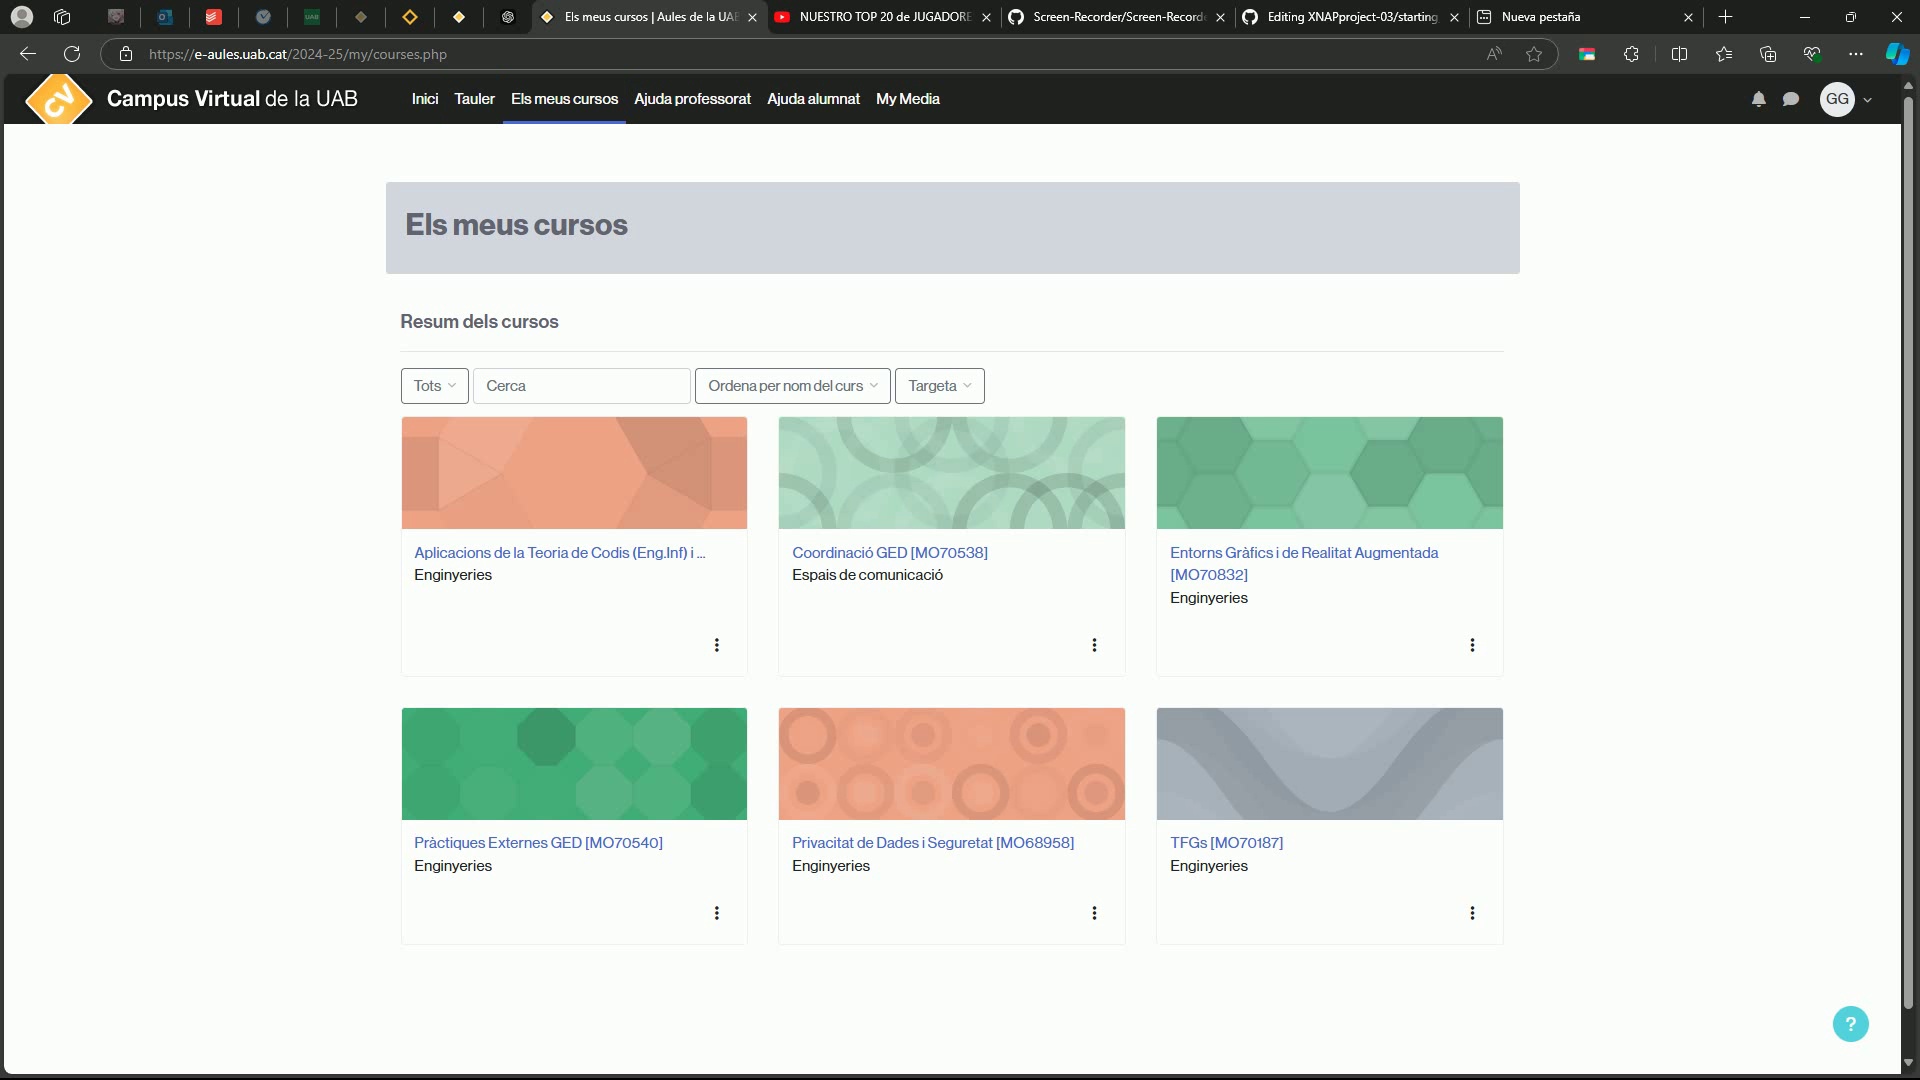 Els meus cursos | Aules de la UAB
NUESTRO TOP 20 de JUGADORE
Screen-Recorder/Screen-Recorde
Editing XNAPproject-03/starting
Nueva pestaña
https://e-aules.uab.cat/2024-25/my/courses.php
CV
Campus Virtual de la UAB
Inici
Tauler
Els meus cursos
Ajuda professorat
Ajuda alumnat
My Media
GG
Els meus cursos
Resum dels cursos
Tots
Cerca
Ordena per nom del curs
Targeta
Aplicacions de la Teoria de Codis (Eng.Inf) i ...
Enginyeries
Coordinació GED [MO70538]
Espais de comunicació
Entorns Gràfics i de Realitat Augmentada
[MO70832]
Enginyeries
Pràctiques Externes GED [MO70540]
Enginyeries
Privacitat de Dades i Seguretat [MO68958]
Enginyeries
TFGs [MO70187]
Enginyeries
?